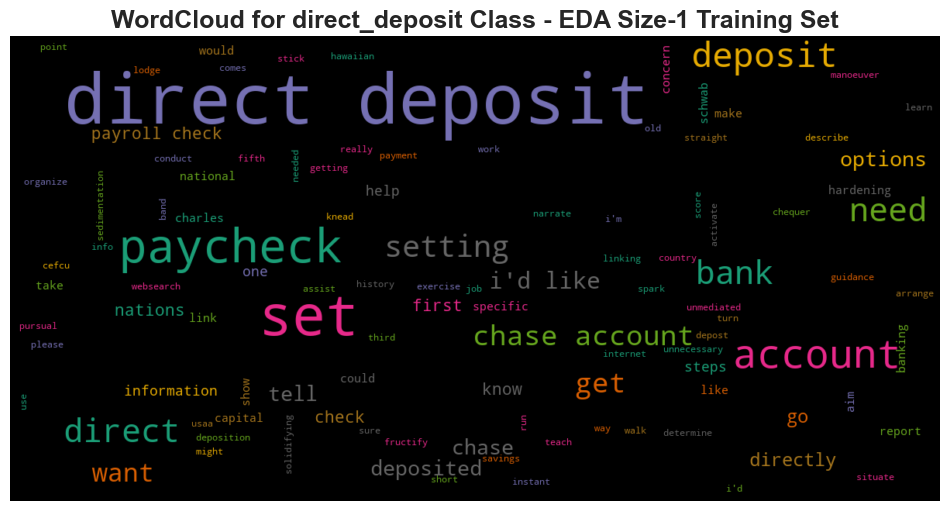 WordCloud for direct_deposit Class - EDA Size-1 Training Set
point
would
stick
hawaiian
concern
deposit
lodge
comes
manoeuver
direct deposit
schwab
make
learn
payroll check
old
straight
describe
conduct
fifth
needed
really
getting
payment
work
options
organize
sedimentation
national
help
hardening
band
charles
knead
narrate
i'm
score
activate
chequer
need
info
paycheck
setting
linking
country
cefcu
one
bank
guidance
take
websearch
assist
history
exercise
job
i'd like
spark
arrange
nations
link
set
first
specific
unmediated
turn
pursual
please
third
chase account
depost
internet
unnecessary
account
banking
information
show
tell
could
know
get
steps
like
aim
use
capital
check
run
go
direct
usaa
deposition
might
solidifying
sure
fructify
chase
teach
way
walk
determine
report
want
deposited
savings
short
instant
directly
situate
i'd